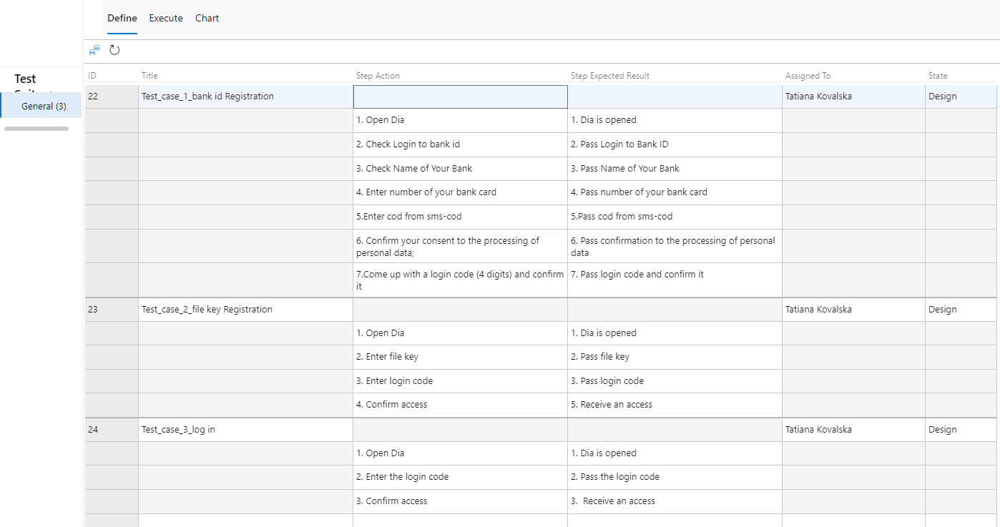 Define Execute Chart
Test
General (3)
ID Title Step Action Step Expected Result Assigned To State
22 Test_case_1_bank id Registration Tatiana Kovalska Design
1. Open Dia 1. Dia is opened
2. Check Login to bank id 2. Pass Login to Bank ID
3. Check Name of Your Bank 3. Pass Name of Your Bank
4. Enter number of your bank card 4. Pass number of your bank card
5.Enter cod from sms-cod 5.Pass cod from sms-cod
6. Confirm your consent to the processing of 6. Pass confirmation to the processing of personal
personal data; data
7.Come up with a login code (4 digits) and confirm 7. Pass login code and confirm it
it
23 Test_case_2_file key Registration Tatiana Kovalska Design
1. Open Dia 1. Dia is opened
2. Enter file key 2. Pass file key
3. Enter login code 3. Pass login code
4. Confirm access 5. Receive an access
24 Test_case_3_log in Tatiana Kovalska Design
1. Open Dia 1. Dia is opened
2. Enter the login code 2. Pass the login code
3. Confirm access 3. Receive an access